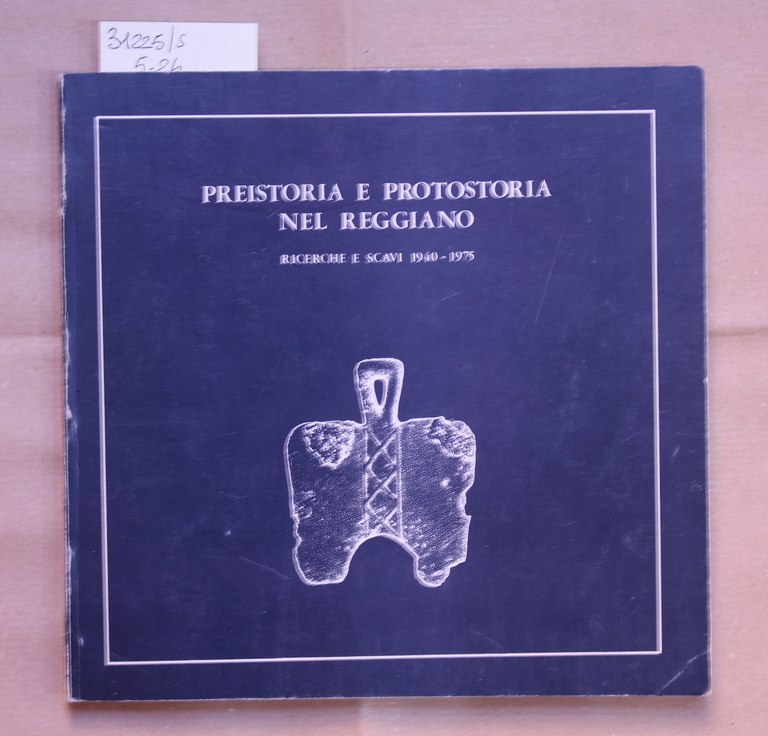 31225/s
5-26
PREISTORIA E PROTOSTORIA
NEL REGGIANO
RICERCHE E SCAVI 1940-1975